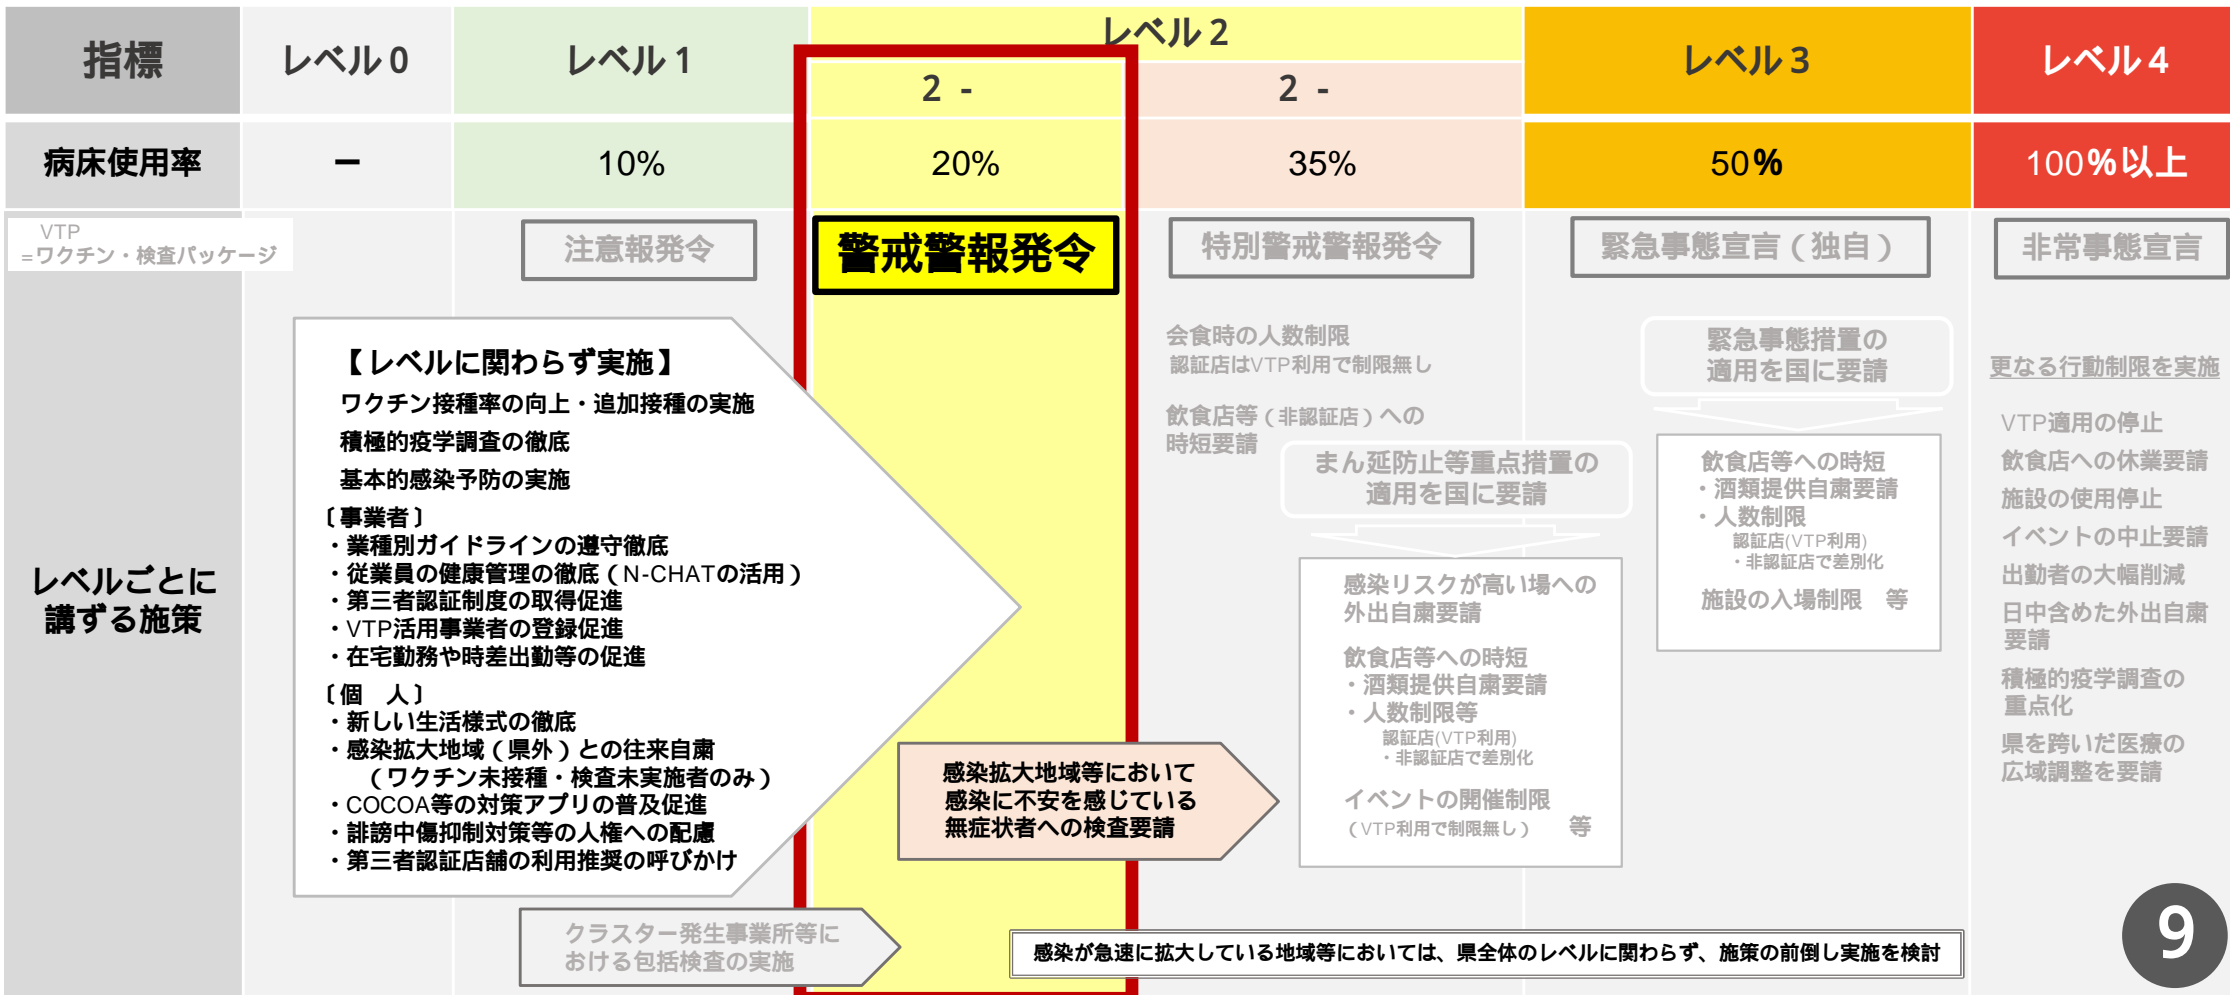 指標
レベル０
レベル１
レベル２
２ -
２ -
レベル３
レベル４
病床使用率
ー
10%
20%
35%
50%
100%以上
VTP
=ワクチン・検査パッケージ
レベルごとに
講ずる施策
注意報発令
警戒警報発令
特別警戒警報発令
緊急事態宣言（独自）
非常事態宣言
【レベルに関わらず実施】
ワクチン接種率の向上・追加接種の実施
積極的疫学調査の徹底
基本的感染予防の実施
〔事業者〕
・業種別ガイドラインの遵守徹底
・従業員の健康管理の徹底（N-CHATの活用）
・第三者認証制度の取得促進
・VTP活用事業者の登録促進
・在宅勤務や時差出勤等の促進
〔個　人〕
・新しい生活様式の徹底
・感染拡大地域（県外）との往来自粛
（ワクチン未接種・検査未実施者のみ）
・COCOA等の対策アプリの普及促進
・誹謗中傷抑制対策等の人権への配慮
・第三者認証店舗の利用推奨の呼びかけ
クラスター発生事業所等に
おける包括検査の実施
感染拡大地域等において
感染に不安を感じている
無症状者への検査要請
会食時の人数制限
認証店はVTP利用で制限無し
飲食店等（非認証店）への
時短要請
まん延防止等重点措置の
適用を国に要請
感染リスクが高い場への
外出自粛要請
飲食店等への時短
・酒類提供自粛要請
・人数制限等
認証店(VTP利用)
・非認証店で差別化
イベントの開催制限
（VTP利用で制限無し）　等
緊急事態措置の
適用を国に要請
飲食店等への時短
・酒類提供自粛要請
・人数制限
認証店(VTP利用)
・非認証店で差別化
施設の入場制限　等
更なる行動制限を実施
VTP適用の停止
飲食店への休業要請
施設の使用停止
イベントの中止要請
出勤者の大幅削減
日中含めた外出自粛
要請
積極的疫学調査の
重点化
県を跨いだ医療の
広域調整を要請
感染が急速に拡大している地域等においては、県全体のレベルに関わらず、施策の前倒し実施を検討
9